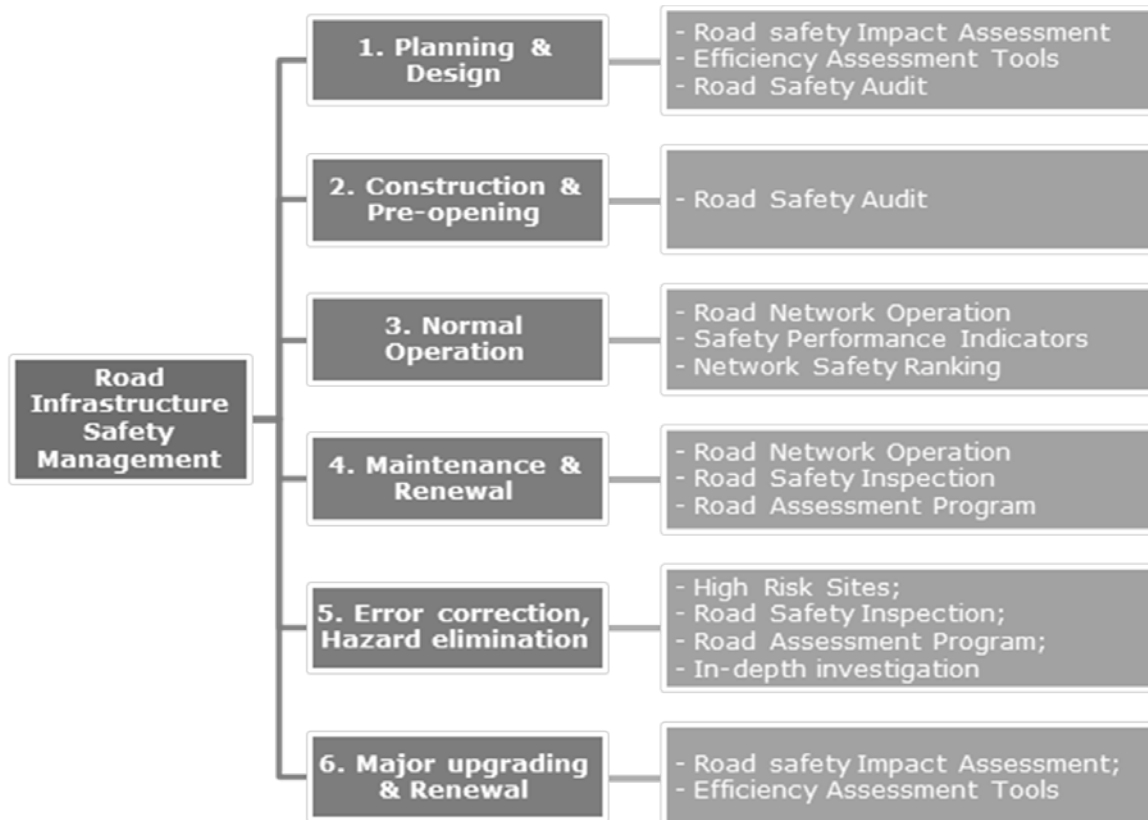 Road
Infrastructure
Safety
Management
1. Planning &
Design
- Road safety Impact Assessment
- Efficiency Assessment Tools
- Road Safety Audit
2. Construction &
Pre-opening
- Road Safety Audit
3. Normal
Operation
- Road Network Operation
- Safety Performance Indicators
- Network Safety Ranking
4. Maintenance &
Renewal
- Road Network Operation
- Road Safety Inspection
- Road Assessment Program
5. Error correction,
Hazard elimination
- High Risk Sites;
- Road Safety Inspection;
- Road Assessment Program;
- In-depth investigation
6. Major upgrading
& Renewal
- Road safety Impact Assessment;
- Efficiency Assessment Tools